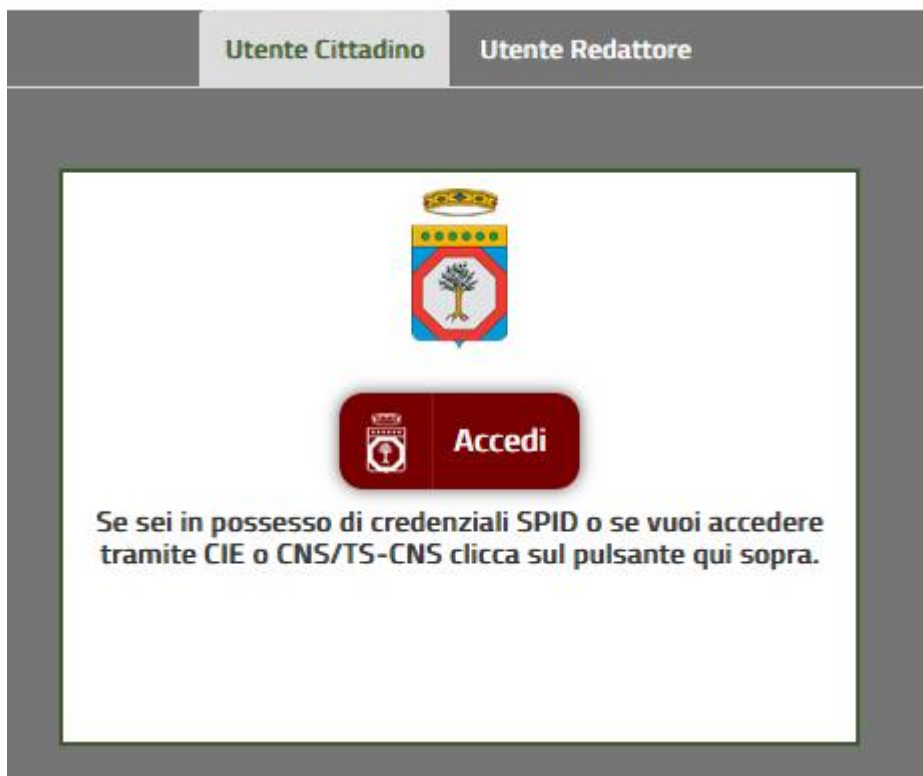 Utente Cittadino
Utente Redattore
Accedi
Se sei in possesso di credenziali SPID o se vuoi accedere
tramite CIE o CNS/TS-CNS clicca sul pulsante qui sopra.